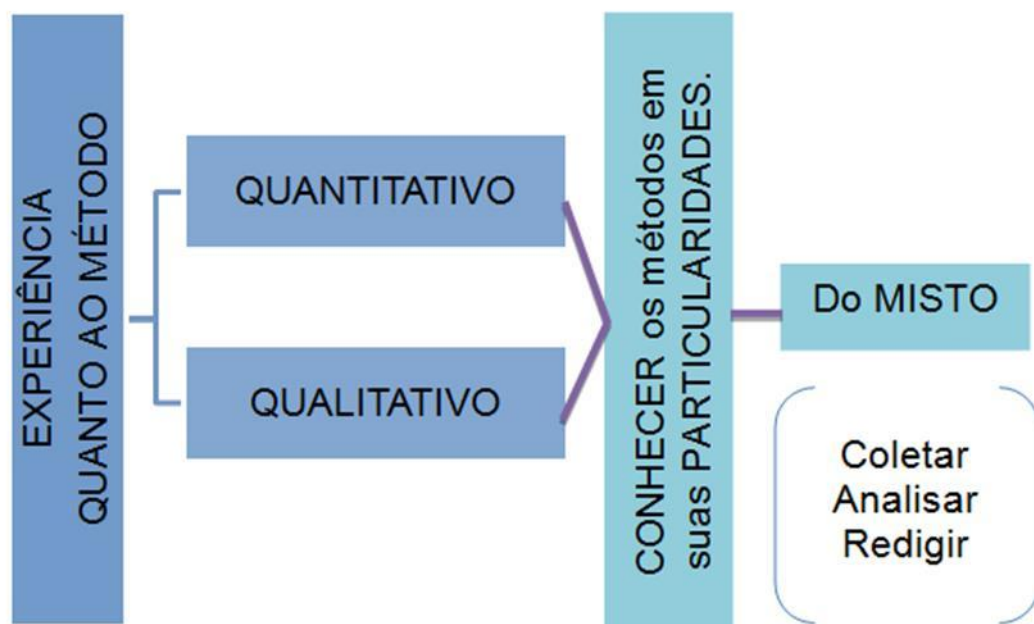 EXPERIÊNCIA
QUANTO AO MÉTODO
QUANTITATIVO
QUALITATIVO
CONHECER os métodos em
suas PARTICULARIDADES.
Do MISTO
Coletar
Analisar
Redigir